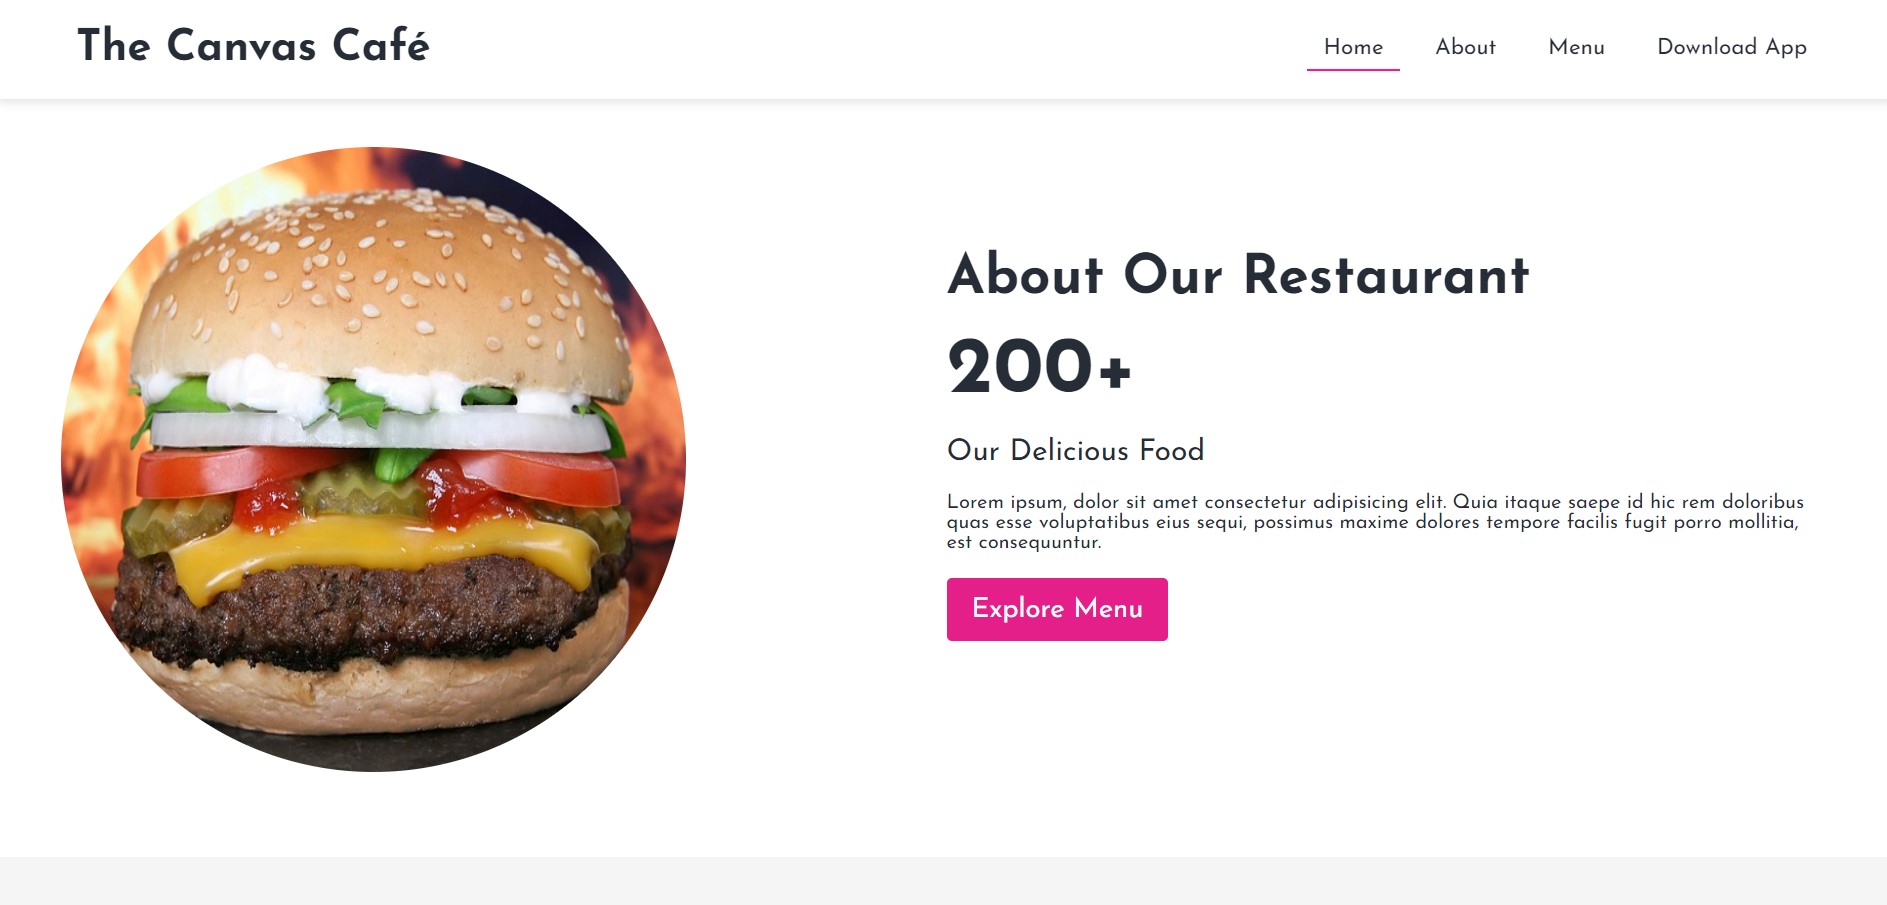 The Canvas Café
Home About Menu Download App
About Our Restaurant
200+
Our Delicious Food
Lorem ipsum, dolor sit amet consectetur adipisicing elit. Quia itaque saepe id hic rem doloribus
quas esse voluptatibus eius sequi, possimus maxime dolores tempore facilis fugit porro mollitia,
est consequuntur.
Explore Menu